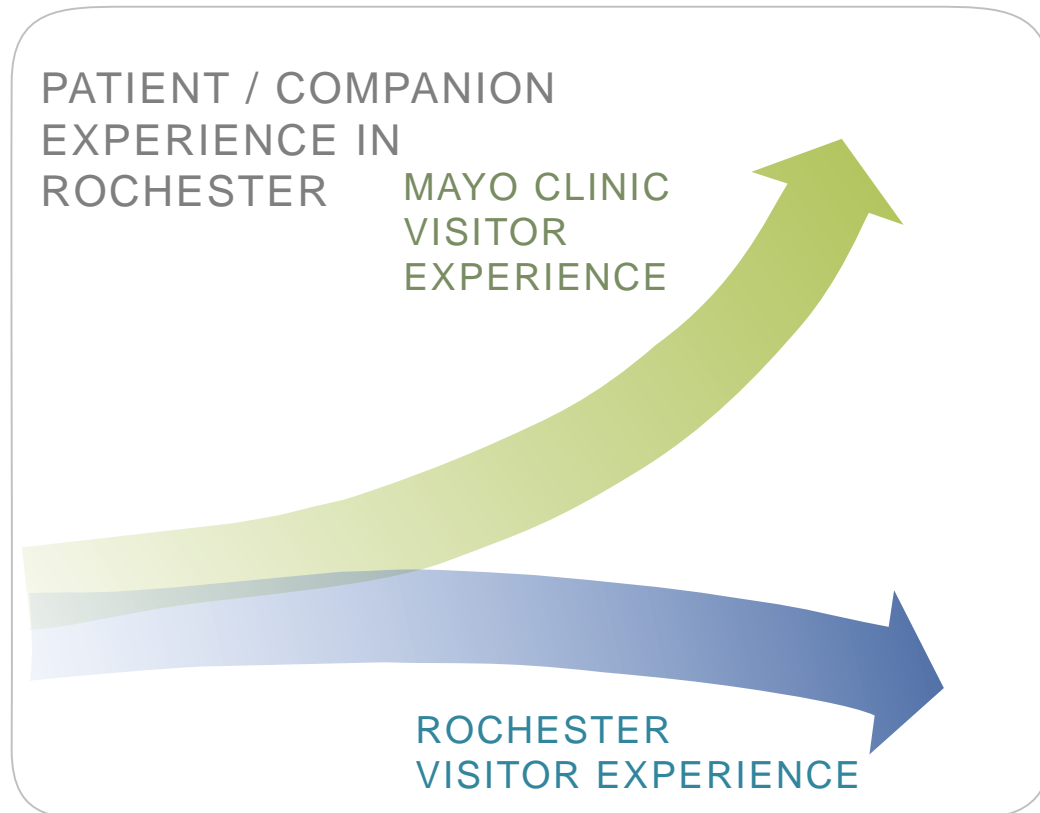 PATIENT / COMPANION
EXPERIENCE IN
ROCHESTER
MAYO CLINIC
VISITOR
EXPERIENCE
ROCHESTER
VISITOR EXPERIENCE